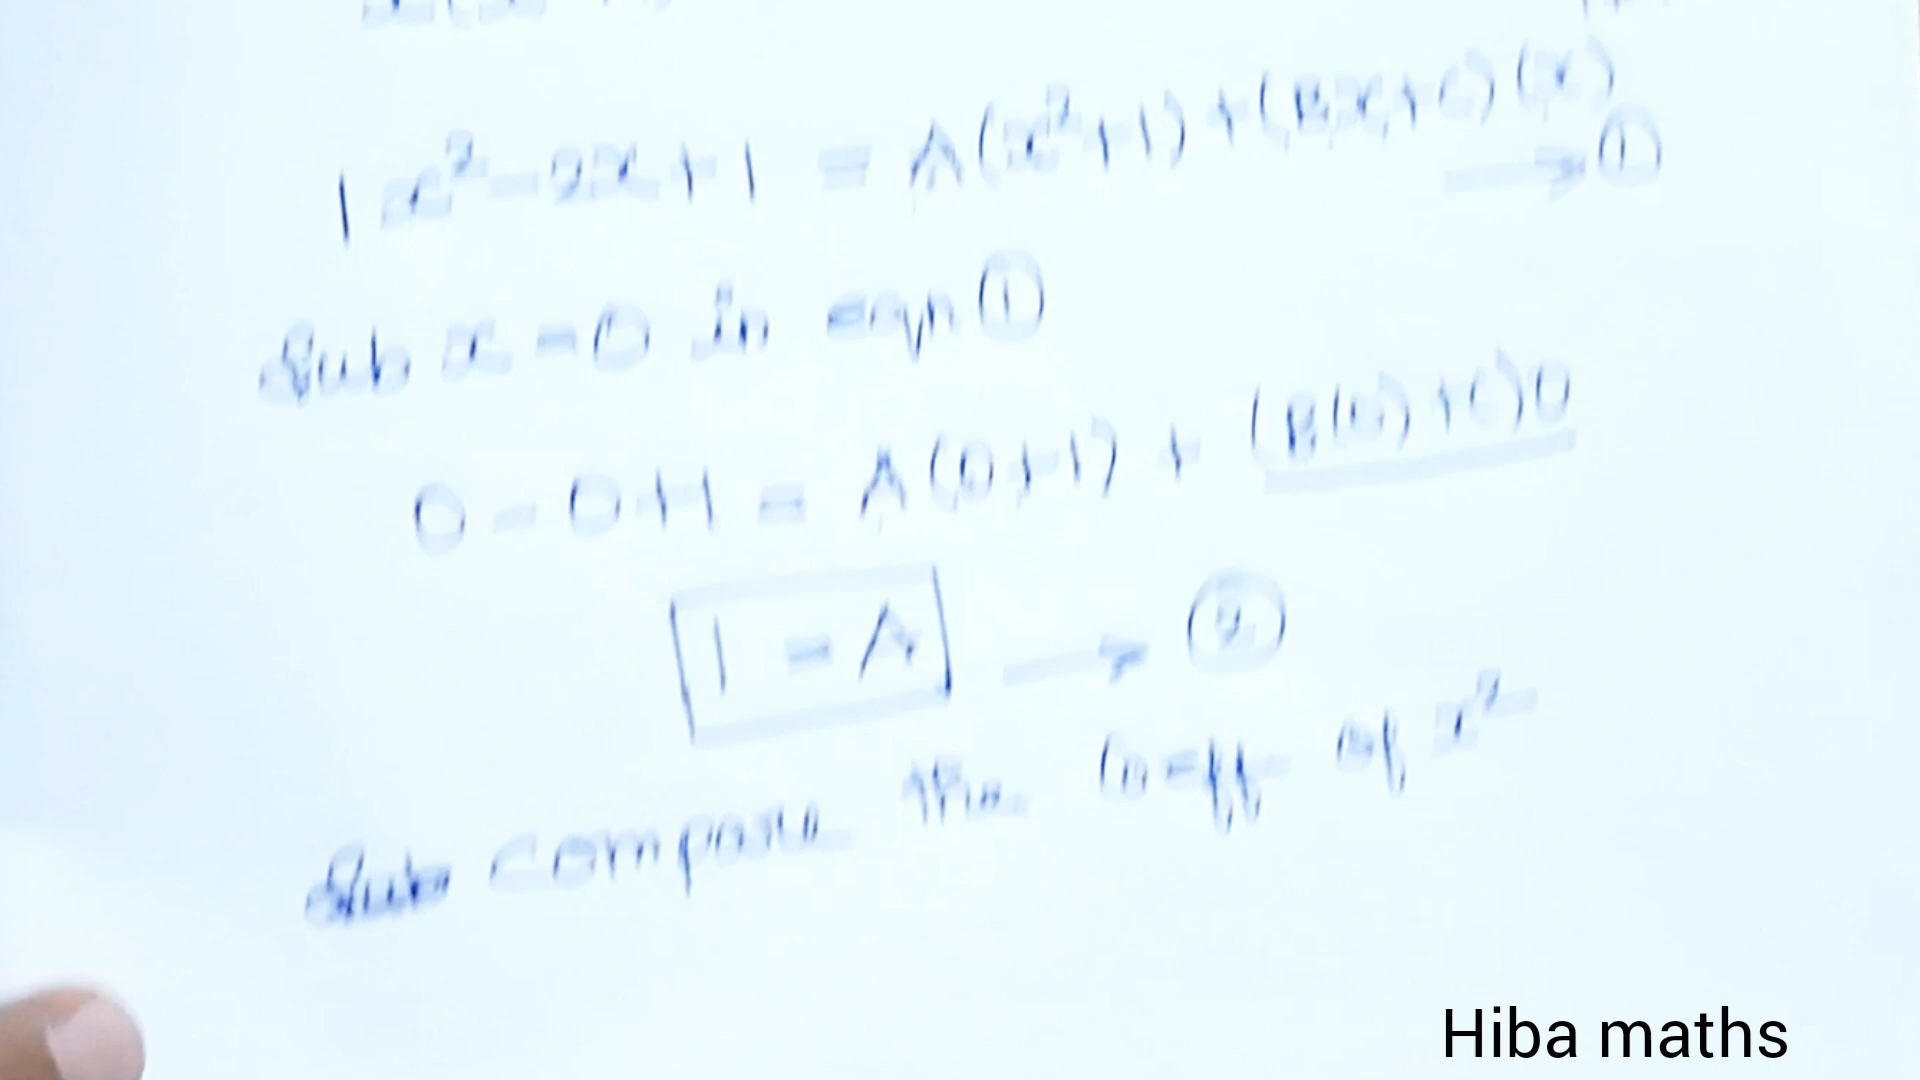 1x²-2x+1 = A(x²+1)+(Bx+C)(x)
→ ①
Sub x=0 in eqn ①
0-0+1 = A(0+1) + (B(0)+C)0
1 = A → ②
Sub compare the Coeff of x²
Hiba maths